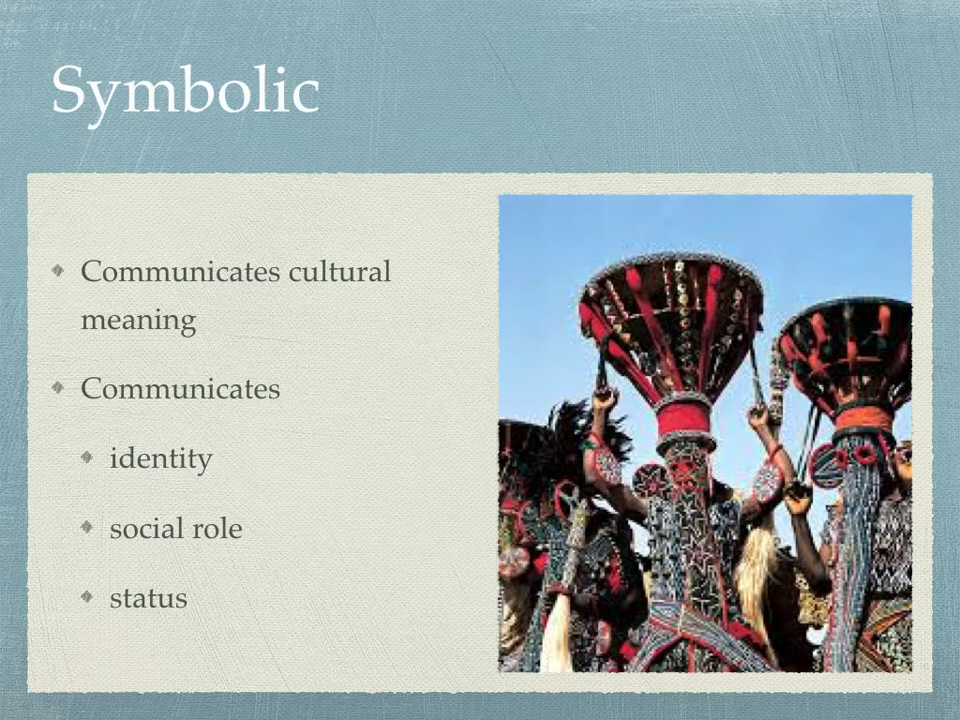 Symbolic
Communicates cultural
meaning
Communicates
identity
social role
status